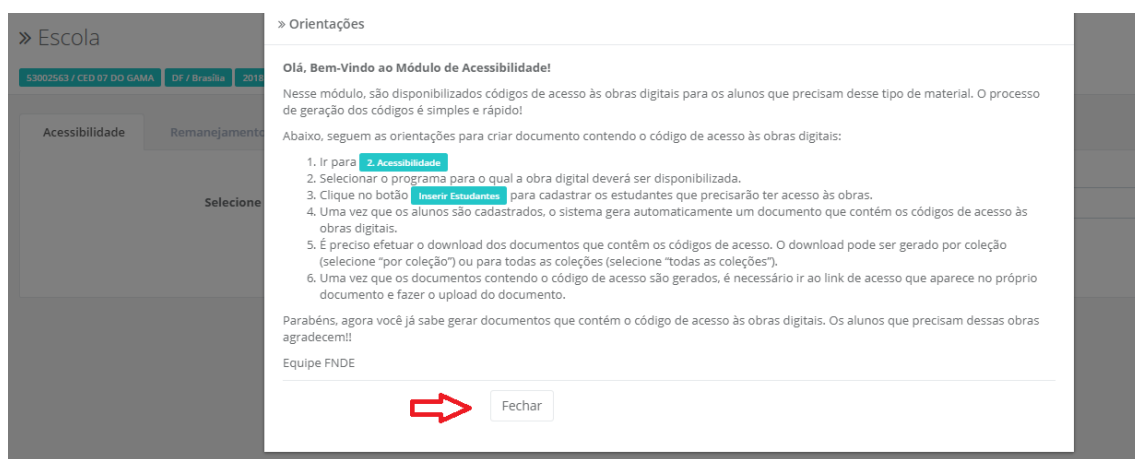 » Escola
53002563 / CED 07 DO GAMA DF / Brasília 2018
Acessibilidade Remanejamento
Selecione
» Orientações
Olá, Bem-Vindo ao Módulo de Acessibilidade!
Nesse módulo, são disponibilizados códigos de acesso às obras digitais para os alunos que precisam desse tipo de material. O processo
de geração dos códigos é simples e rápido!
Abaixo, seguem as orientações para criar documento contendo o código de acesso às obras digitais:
1. Ir para 2. Acessibilidade
2. Selecionar o programa para o qual a obra digital deverá ser disponibilizada.
3. Clique no botão Inserir Estudantes para cadastrar os estudantes que precisarão ter acesso às obras.
4. Uma vez que os alunos são cadastrados, o sistema gera automaticamente um documento que contém os códigos de acesso às
obras digitais.
5. É preciso efetuar o download dos documentos que contêm os códigos de acesso. O download pode ser gerado por coleção
(selecione “por coleção”) ou para todas as coleções (selecione “todas as coleções”).
6. Uma vez que os documentos contendo o código de acesso são gerados, é necessário ir ao link de acesso que aparece no próprio
documento e fazer o upload do documento.
Parabéns, agora você já sabe gerar documentos que contém o código de acesso às obras digitais. Os alunos que precisam dessas obras
agradecem!!
Equipe FNDE
Fechar